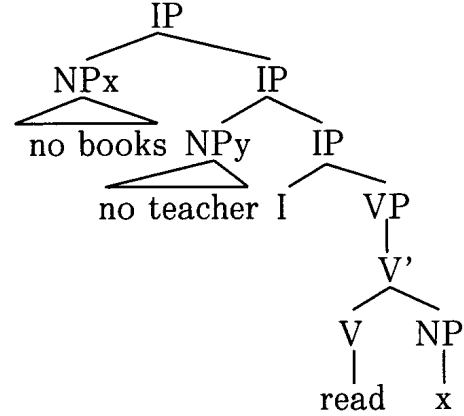 IP
NPx IP
no books NPy IP
no teacher I VP
V'
V NP
read x